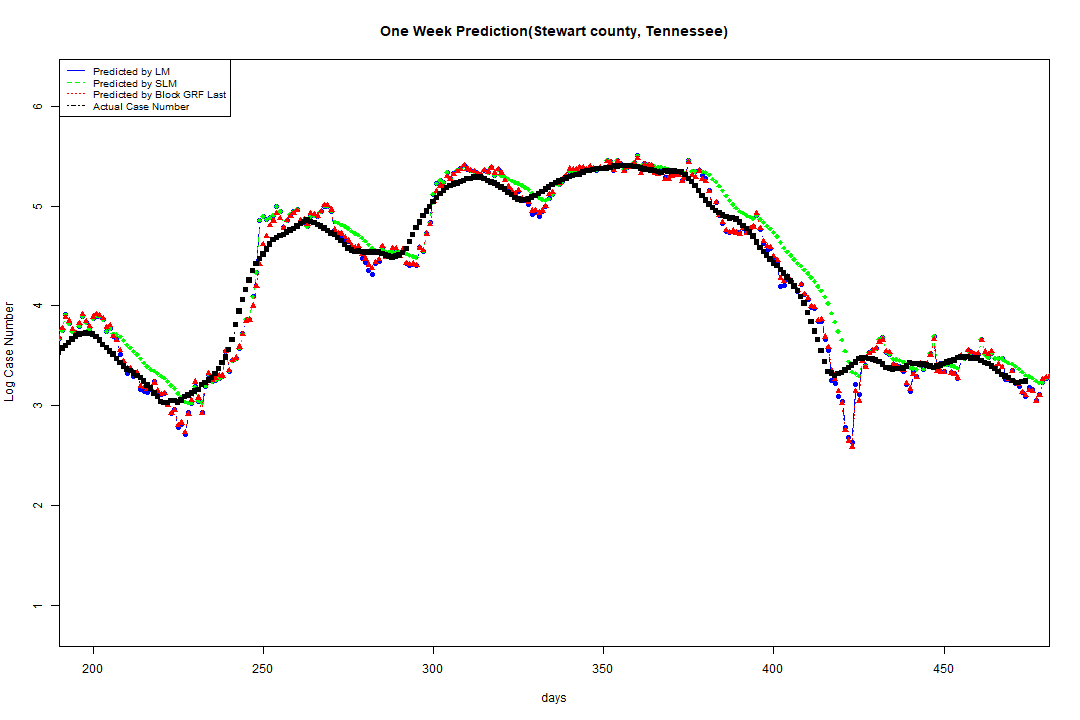 One Week Prediction(Stewart county, Tennessee)
Predicted by LM
Predicted by SLM
Predicted by Block GRF Last
Actual Case Number
6
5
4
3
2
1
Log Case Number
200 250 300 350 400 450
days